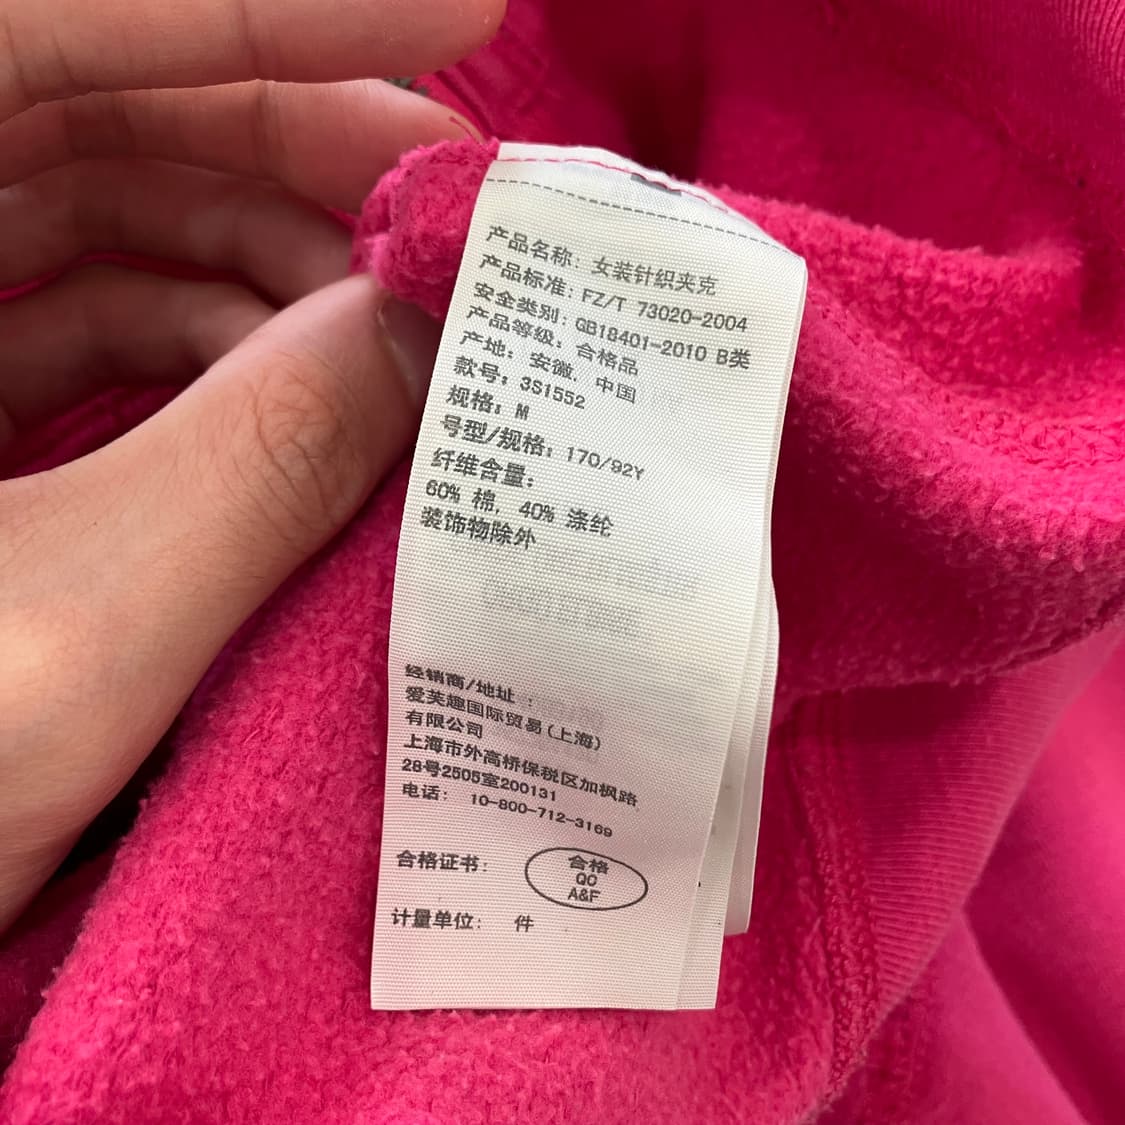 产品名称：女装针织夹克
产品标准：FZ/T 73020-2004
安全类别：GB18401-2010 B类
产品等级：合格品
产地：安徽，中国
款号：3S1552
规格：M
号型/规格：170/92Y
纤维含量：
60% 棉，40% 涤纶
装饰物除外
经销商/地址：
爱芙趣国际贸易(上海)
有限公司
上海市外高桥保税区加枫路
28号2505室200131
电话： 10-800-712-3169
合格证书：
合格
QC
A&F
计量单位： 件